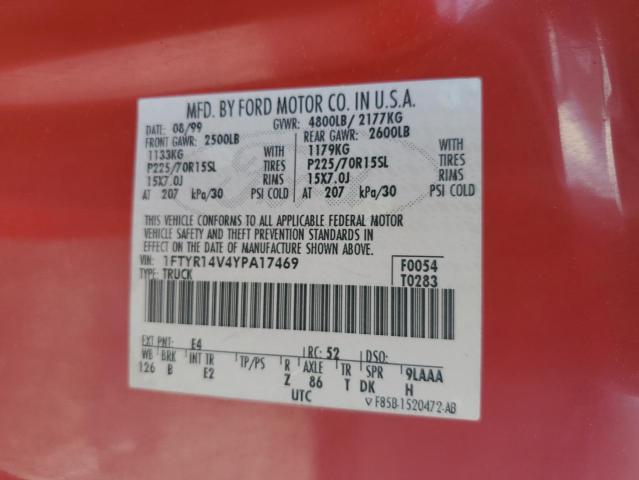 MFD. BY FORD MOTOR CO. IN U.S.A.
DATE: 08/99 GVWR: 4800LB/ 2177KG
FRONT GAWR: 2500LB REAR GAWR: 2600LB
1133KG WITH 1179KG WITH
P225/70R15SL TIRES P225/70R15SL TIRES
15X7.0J RIMS 15X7.0J RIMS
AT 207 kPa/30 PSI COLD AT 207 kPa/30 PSI COLD
THIS VEHICLE CONFORMS TO ALL APPLICABLE FEDERAL MOTOR
VEHICLE SAFETY AND THEFT PREVENTION STANDARDS IN
EFFECT ON THE DATE OF MANUFACTURE SHOWN ABOVE.
VIN: 1FTYR14V4YPA17469 F0054
TYPE: TRUCK T0283
EXT PNT: E4 RC: 52 DSO:
WB BRK INT TR TP/PS R AXLE TR SPR 9LAAA
126 B E2 Z 86 T DK H
UTC
▽ F85B-1520472-AB